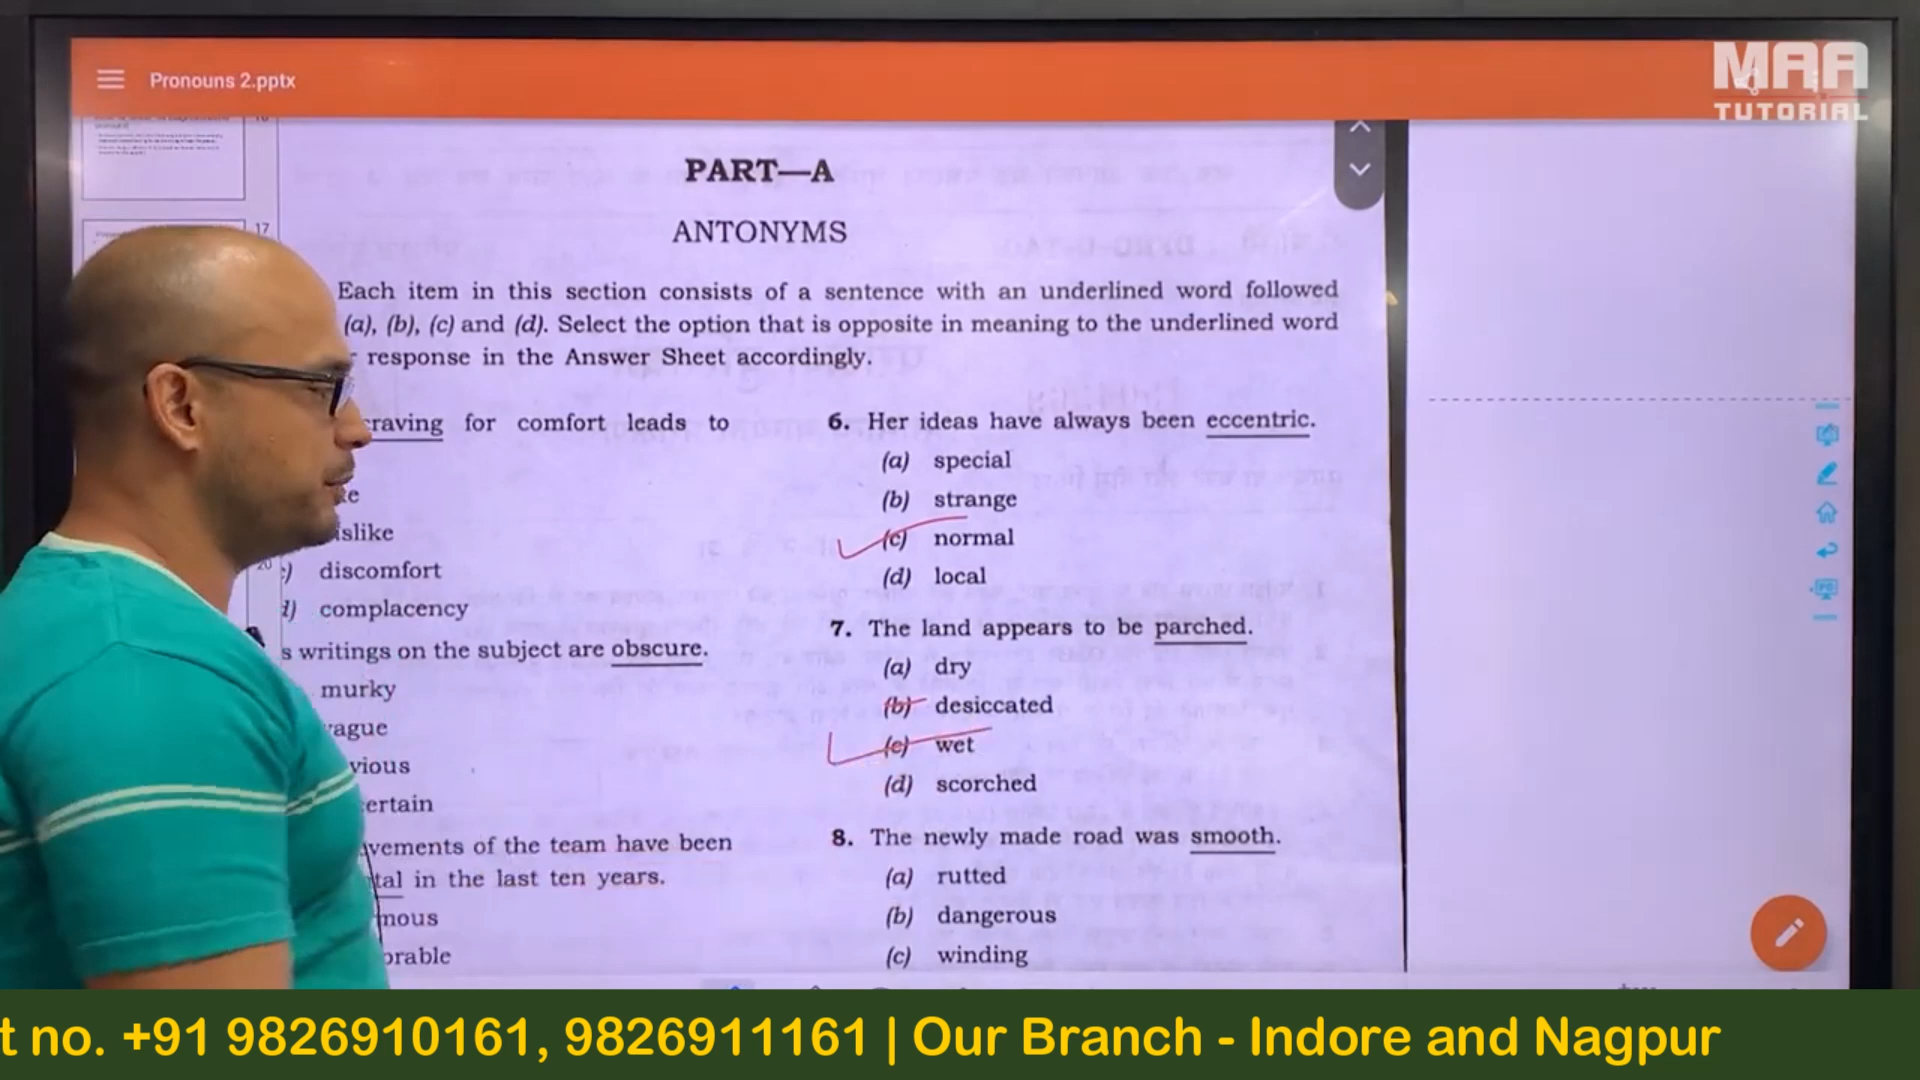 Pronouns 2.pptx
MAA
TUTORIAL
17
PART—A
ANTONYMS
Each item in this section consists of a sentence with an underlined word followed
(a), (b), (c) and (d). Select the option that is opposite in meaning to the underlined word
response in the Answer Sheet accordingly.
craving for comfort leads to
islike
discomfort
complacency
s writings on the subject are obscure.
murky
vague
vious
ertain
vements of the team have been
tal in the last ten years.
mous
orable
6. Her ideas have always been eccentric.
(a) special
(b) strange
(c) normal
(d) local
7. The land appears to be parched.
(a) dry
(b) desiccated
(c) wet
(d) scorched
8. The newly made road was smooth.
(a) rutted
(b) dangerous
(c) winding
t no. +91 9826910161, 9826911161 | Our Branch - Indore and Nagpur